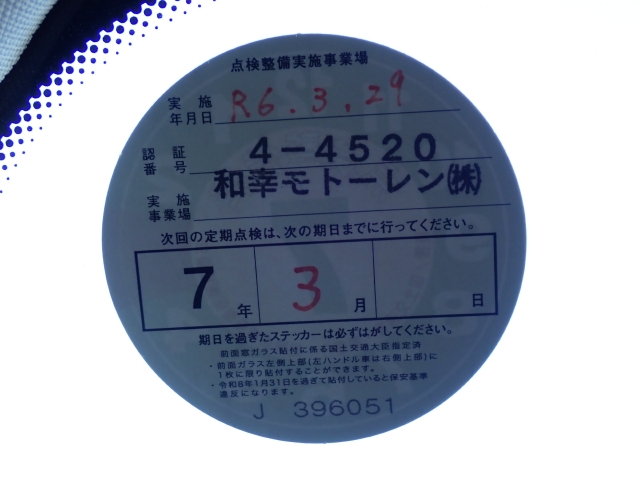 点検整備実施事業場
実施年月日 R6.3.29
認証番号 4-4520
実施事業場 和幸モトーレン㈱
次回の定期点検は、次の期日までに行ってください。
7年 3月 日
期日を過ぎたステッカーは必ずはがしてください。
前面窓ガラス貼付に係る国土交通大臣指定済
・前面ガラス左側上部(左ハンドル車は右側上部)に
1枚に限り貼付することができます。
・令和8年1月31日を過ぎて貼付していると保安基準
違反になります。
J 396051